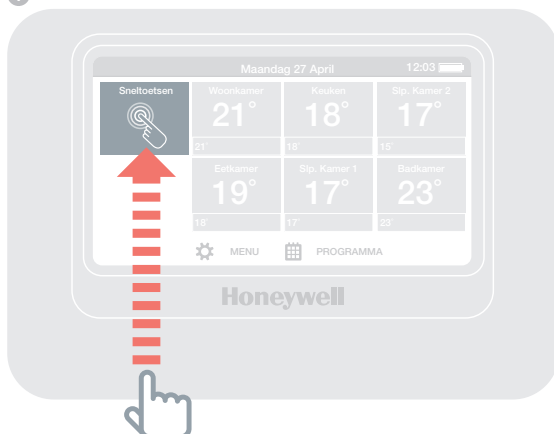 Maandag 27 April 12:03
Sneltoetsen Woonkamer Keuken Slp. Kamer 2
21° 18° 17°
21° 18° 15°
Eetkamer Slp. Kamer 1 Badkamer
19° 17° 23°
18° 17° 23°
MENU PROGRAMMA
Honeywell